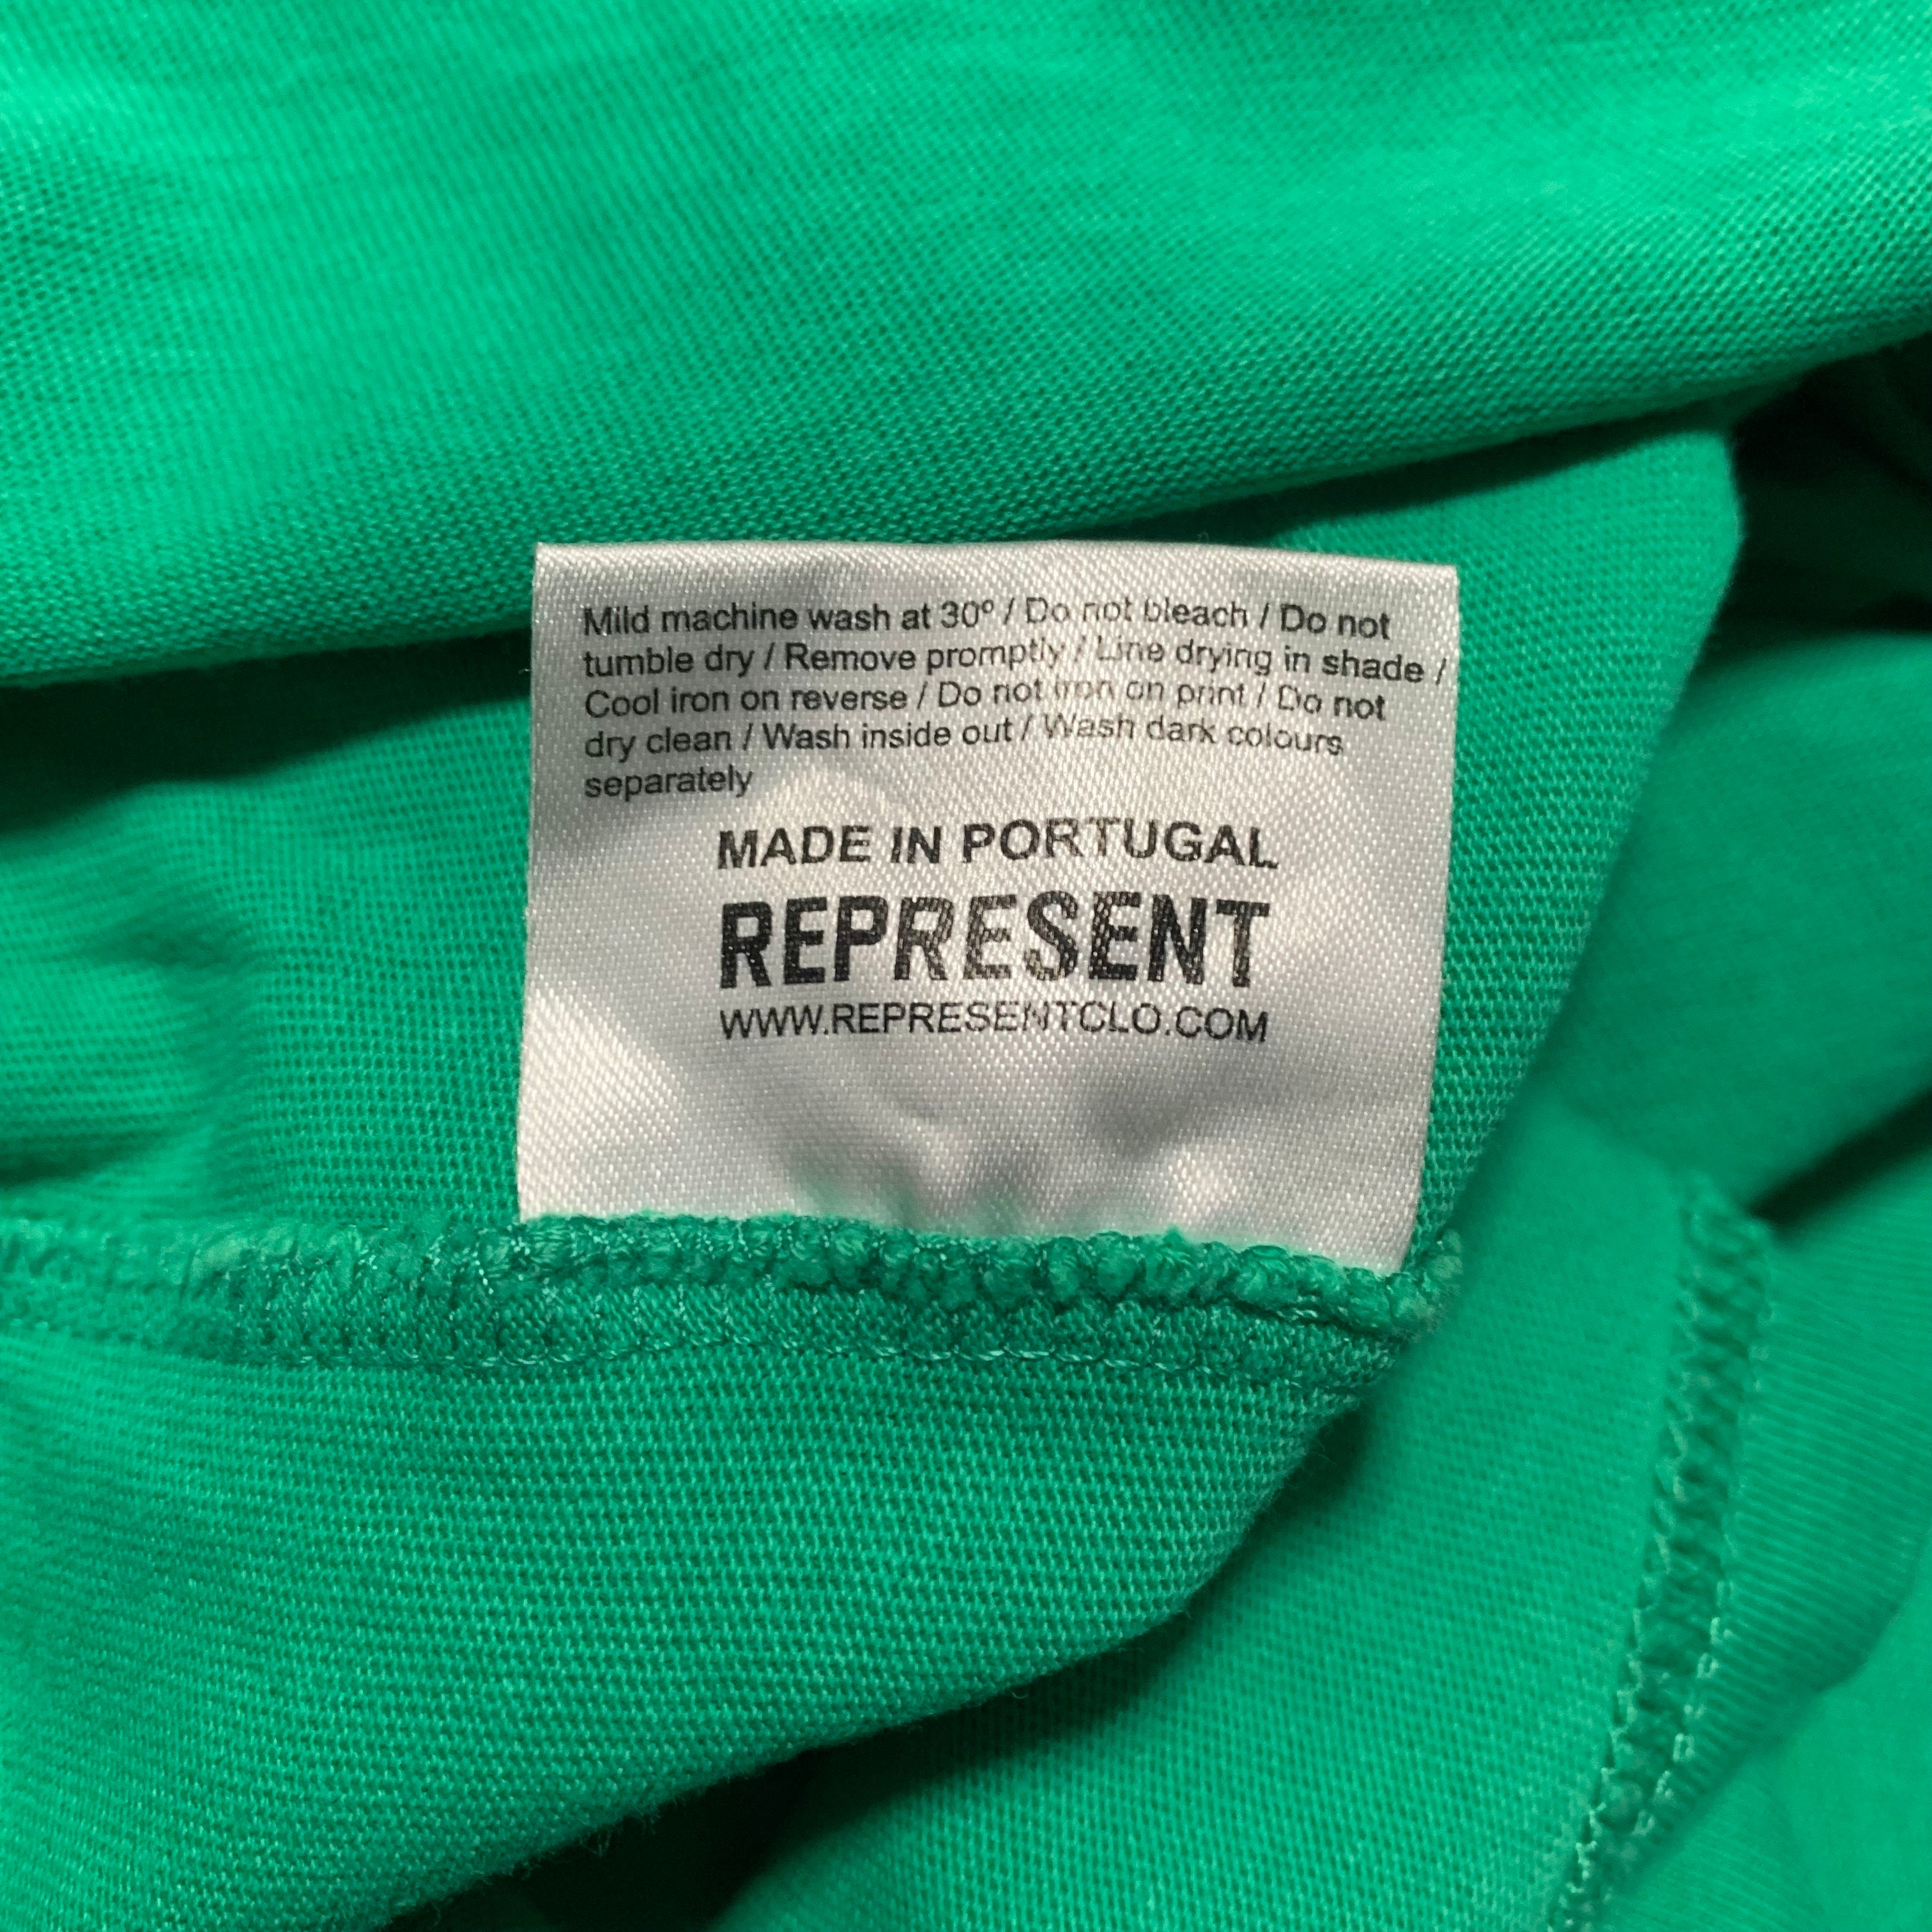 Mild machine wash at 30º / Do not bleach / Do not
tumble dry / Remove promptly / Line drying in shade /
Cool iron on reverse / Do not iron on print / Do not
dry clean / Wash inside out / Wash dark colours
separately
MADE IN PORTUGAL
REPRESENT
WWW.REPRESENTCLO.COM